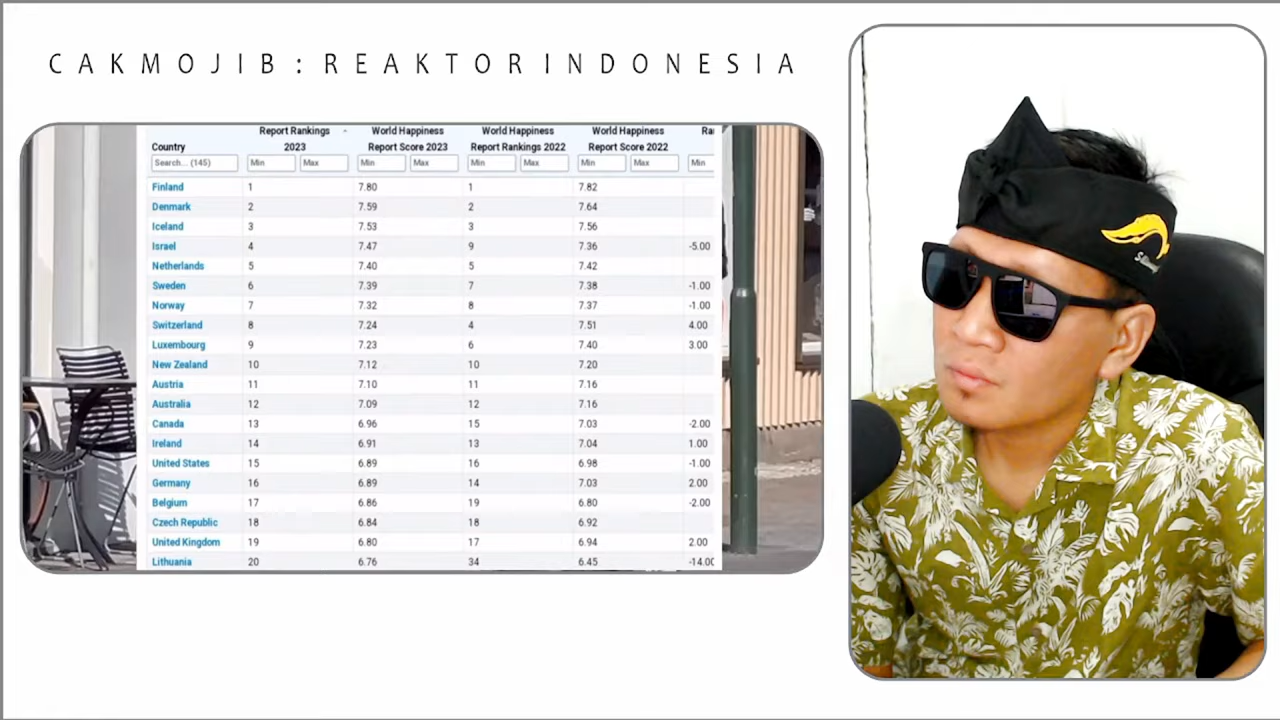 CAKMOJIB:REAKTORINDONESIA
Report Rankings World Happiness World Happiness World Happiness
Country 2023 Report Score 2023 Report Rankings 2022 Report Score 2022
Search... (145) Min Max Min Max Min Max Min Max Min
Finland 1 7.80 1 7.82
Denmark 2 7.59 2 7.64
Iceland 3 7.53 3 7.56
Israel 4 7.47 9 7.36 -5.00
Netherlands 5 7.40 5 7.42
Sweden 6 7.39 7 7.38 -1.00
Norway 7 7.32 8 7.37 -1.00
Switzerland 8 7.24 4 7.51 4.00
Luxembourg 9 7.23 6 7.40 3.00
New Zealand 10 7.12 10 7.20
Austria 11 7.10 11 7.16
Australia 12 7.09 12 7.16
Canada 13 6.96 15 7.03 -2.00
Ireland 14 6.91 13 7.04 1.00
United States 15 6.89 16 6.98 -1.00
Germany 16 6.89 14 7.03 2.00
Belgium 17 6.86 19 6.80 -2.00
Czech Republic 18 6.84 18 6.92
United Kingdom 19 6.80 17 6.94 2.00
Lithuania 20 6.76 34 6.45 -14.00